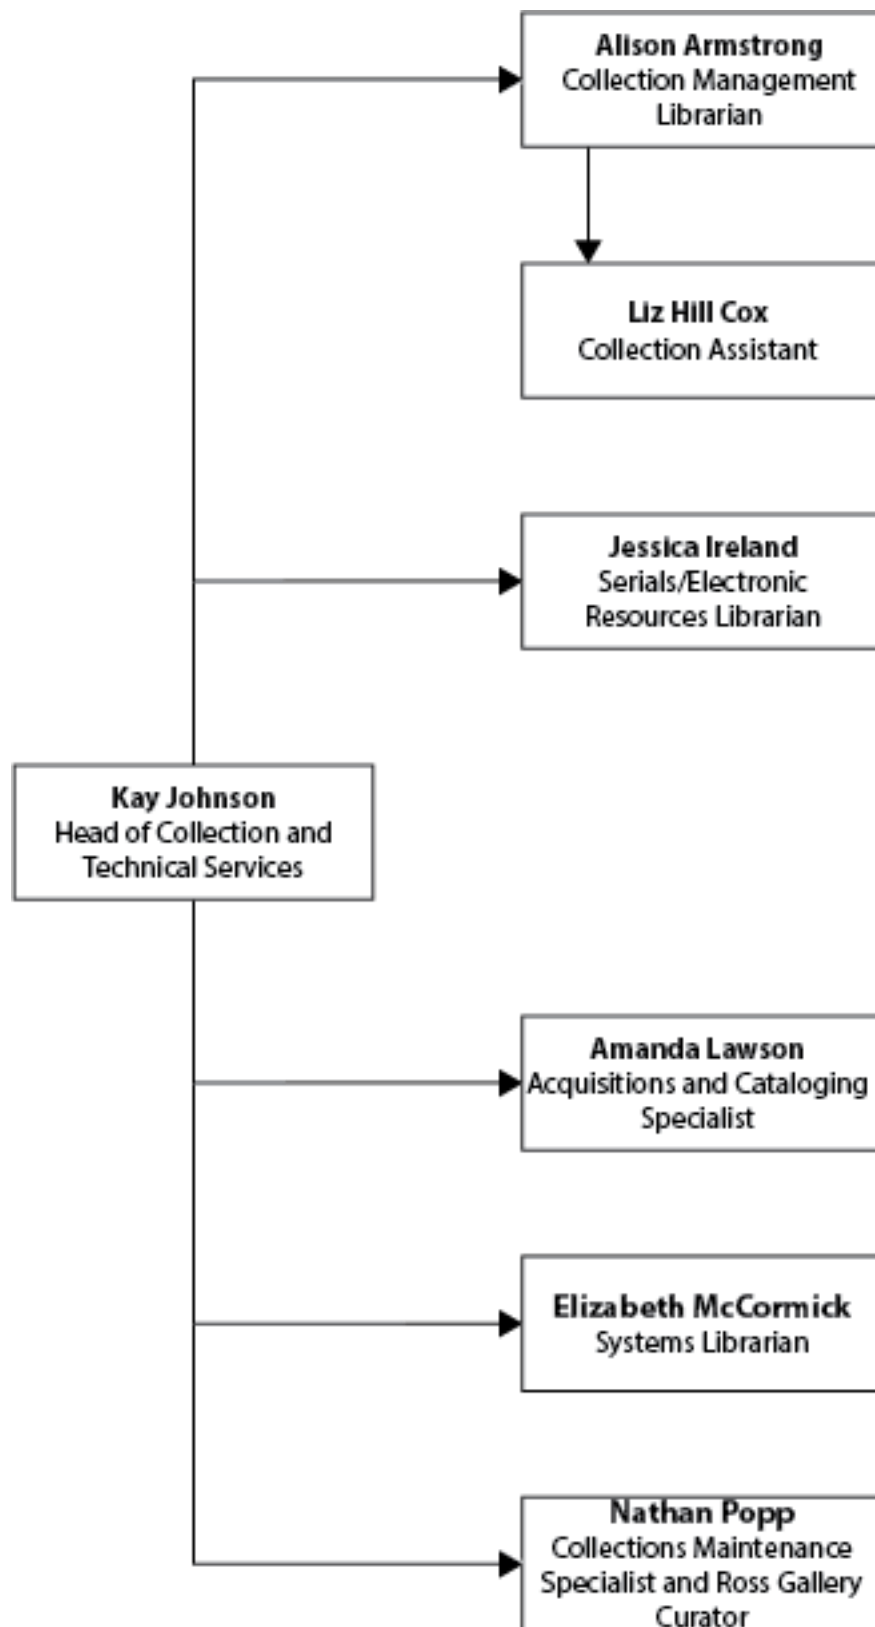 Alison Armstrong
Collection Management
Librarian
Liz Hill Cox
Collection Assistant
Jessica Ireland
Serials/Electronic
Resources Librarian
Kay Johnson
Head of Collection and
Technical Services
Amanda Lawson
Acquisitions and Cataloging
Specialist
Elizabeth McCormick
Systems Librarian
Nathan Popp
Collections Maintenance
Specialist and Ross Gallery
Curator